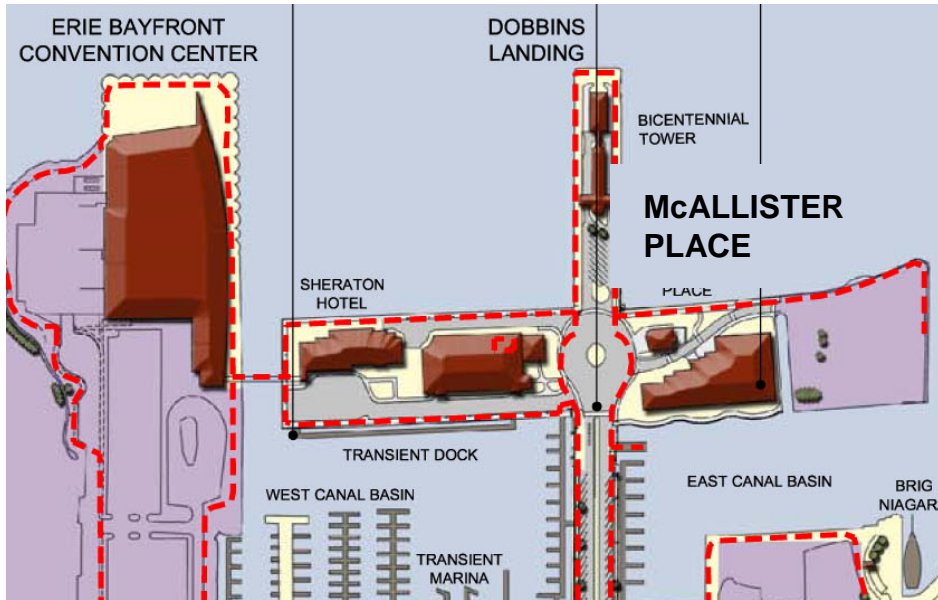 ERIE BAYFRONT
CONVENTION CENTER
DOBBINS
LANDING
BICENTENNIAL
TOWER
McALLISTER
PLACE
PLACE
SHERATON
HOTEL
TRANSIENT DOCK
WEST CANAL BASIN
EAST CANAL BASIN
BRIG
NIAGAR
TRANSIENT
MARINA